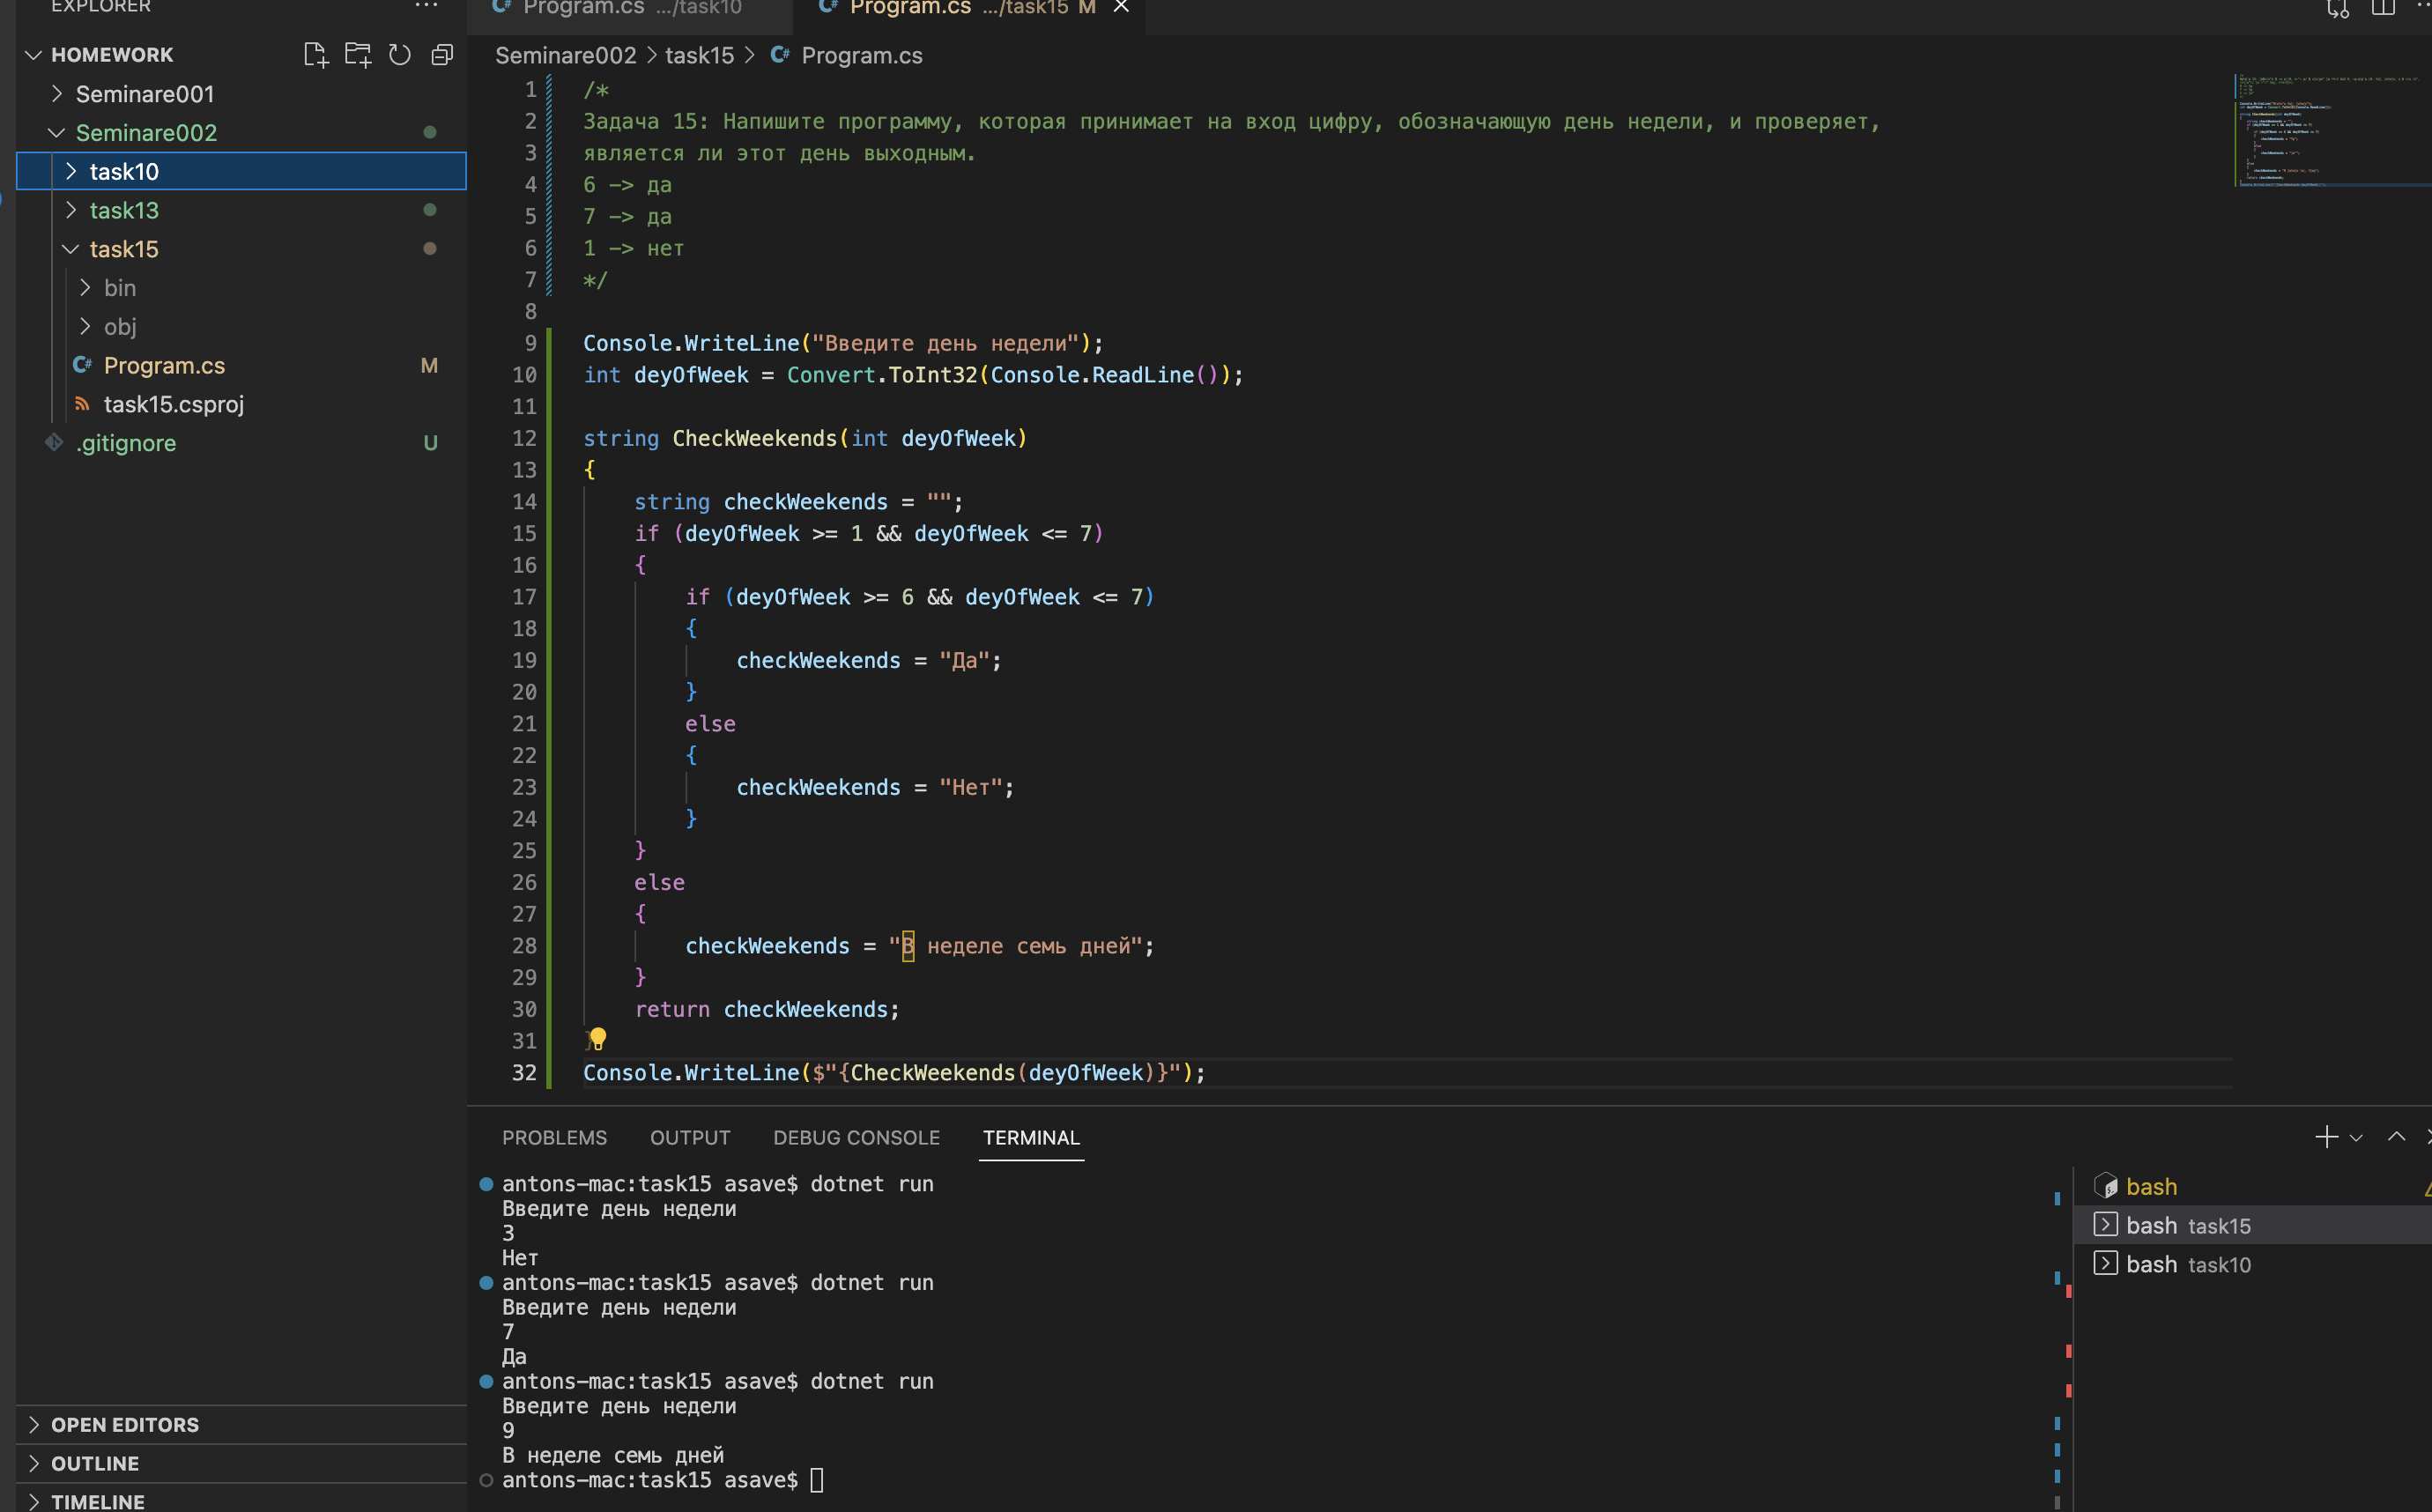 EXPLORER
HOMEWORK
Seminare001
Seminare002
task10
task13
task15
bin
obj
Program.cs M
task15.csproj
.gitignore U
OPEN EDITORS
OUTLINE
TIMELINE
Program.cs .../task10
Program.cs .../task15 M
Seminare002 > task15 > Program.cs
1 /*
2 Задача 15: Напишите программу, которая принимает на вход цифру, обозначающую день недели, и проверяет,
3 является ли этот день выходным.
4 6 -> да
5 7 -> да
6 1 -> нет
7 */
8
9 Console.WriteLine("Введите день недели");
10 int deyOfWeek = Convert.ToInt32(Console.ReadLine());
11
12 string CheckWeekends(int deyOfWeek)
13 {
14 string checkWeekends = "";
15 if (deyOfWeek >= 1 && deyOfWeek <= 7)
16 {
17 if (deyOfWeek >= 6 && deyOfWeek <= 7)
18 {
19 checkWeekends = "Да";
20 }
21 else
22 {
23 checkWeekends = "Нет";
24 }
25 }
26 else
27 {
28 checkWeekends = "В неделе семь дней";
29 }
30 return checkWeekends;
31 }
32 Console.WriteLine($"{CheckWeekends(deyOfWeek)}");
PROBLEMS OUTPUT DEBUG CONSOLE TERMINAL
antons-mac:task15 asave$ dotnet run
Введите день недели
3
Нет
antons-mac:task15 asave$ dotnet run
Введите день недели
7
Да
antons-mac:task15 asave$ dotnet run
Введите день недели
9
В неделе семь дней
antons-mac:task15 asave$
bash
bash task15
bash task10